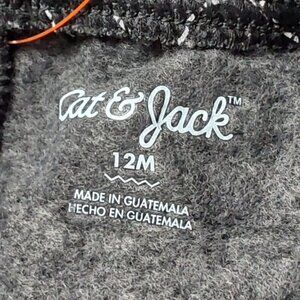 Cat & Jack™
12M
MADE IN GUATEMALA
HECHO EN GUATEMALA